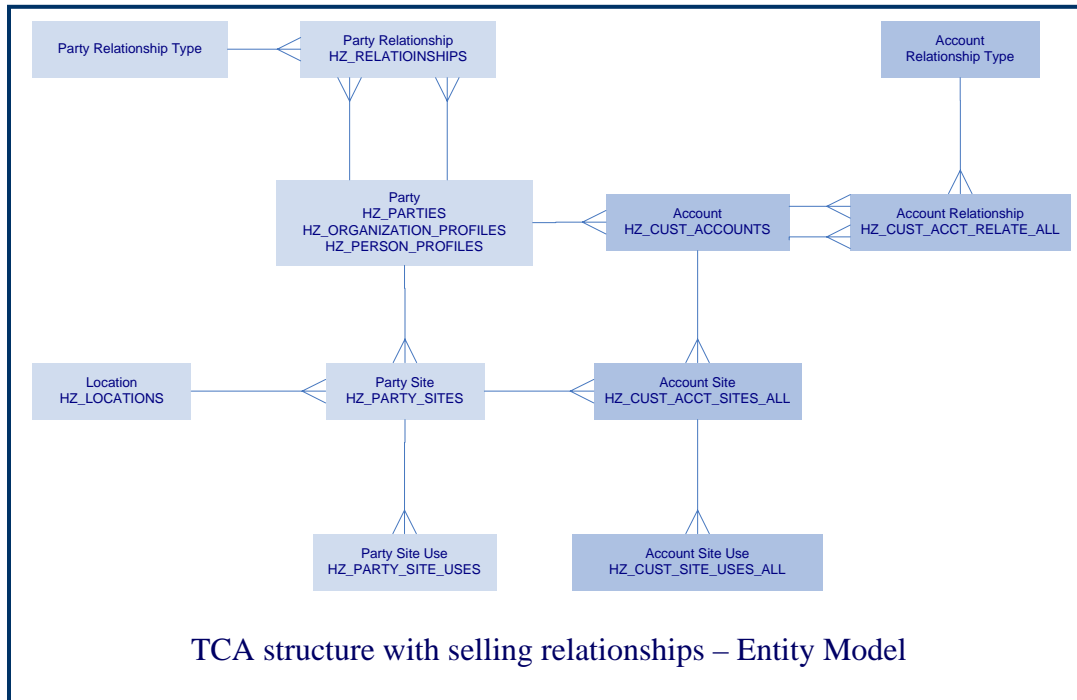 Party Relationship Type
Party Relationship
HZ_RELATIOINSHIPS
Account
Relationship Type
Party
HZ_PARTIES
HZ_ORGANIZATION_PROFILES
HZ_PERSON_PROFILES
Account
HZ_CUST_ACCOUNTS
Account Relationship
HZ_CUST_ACCT_RELATE_ALL
Location
HZ_LOCATIONS
Party Site
HZ_PARTY_SITES
Account Site
HZ_CUST_ACCT_SITES_ALL
Party Site Use
HZ_PARTY_SITE_USES
Account Site Use
HZ_CUST_SITE_USES_ALL
TCA structure with selling relationships – Entity Model